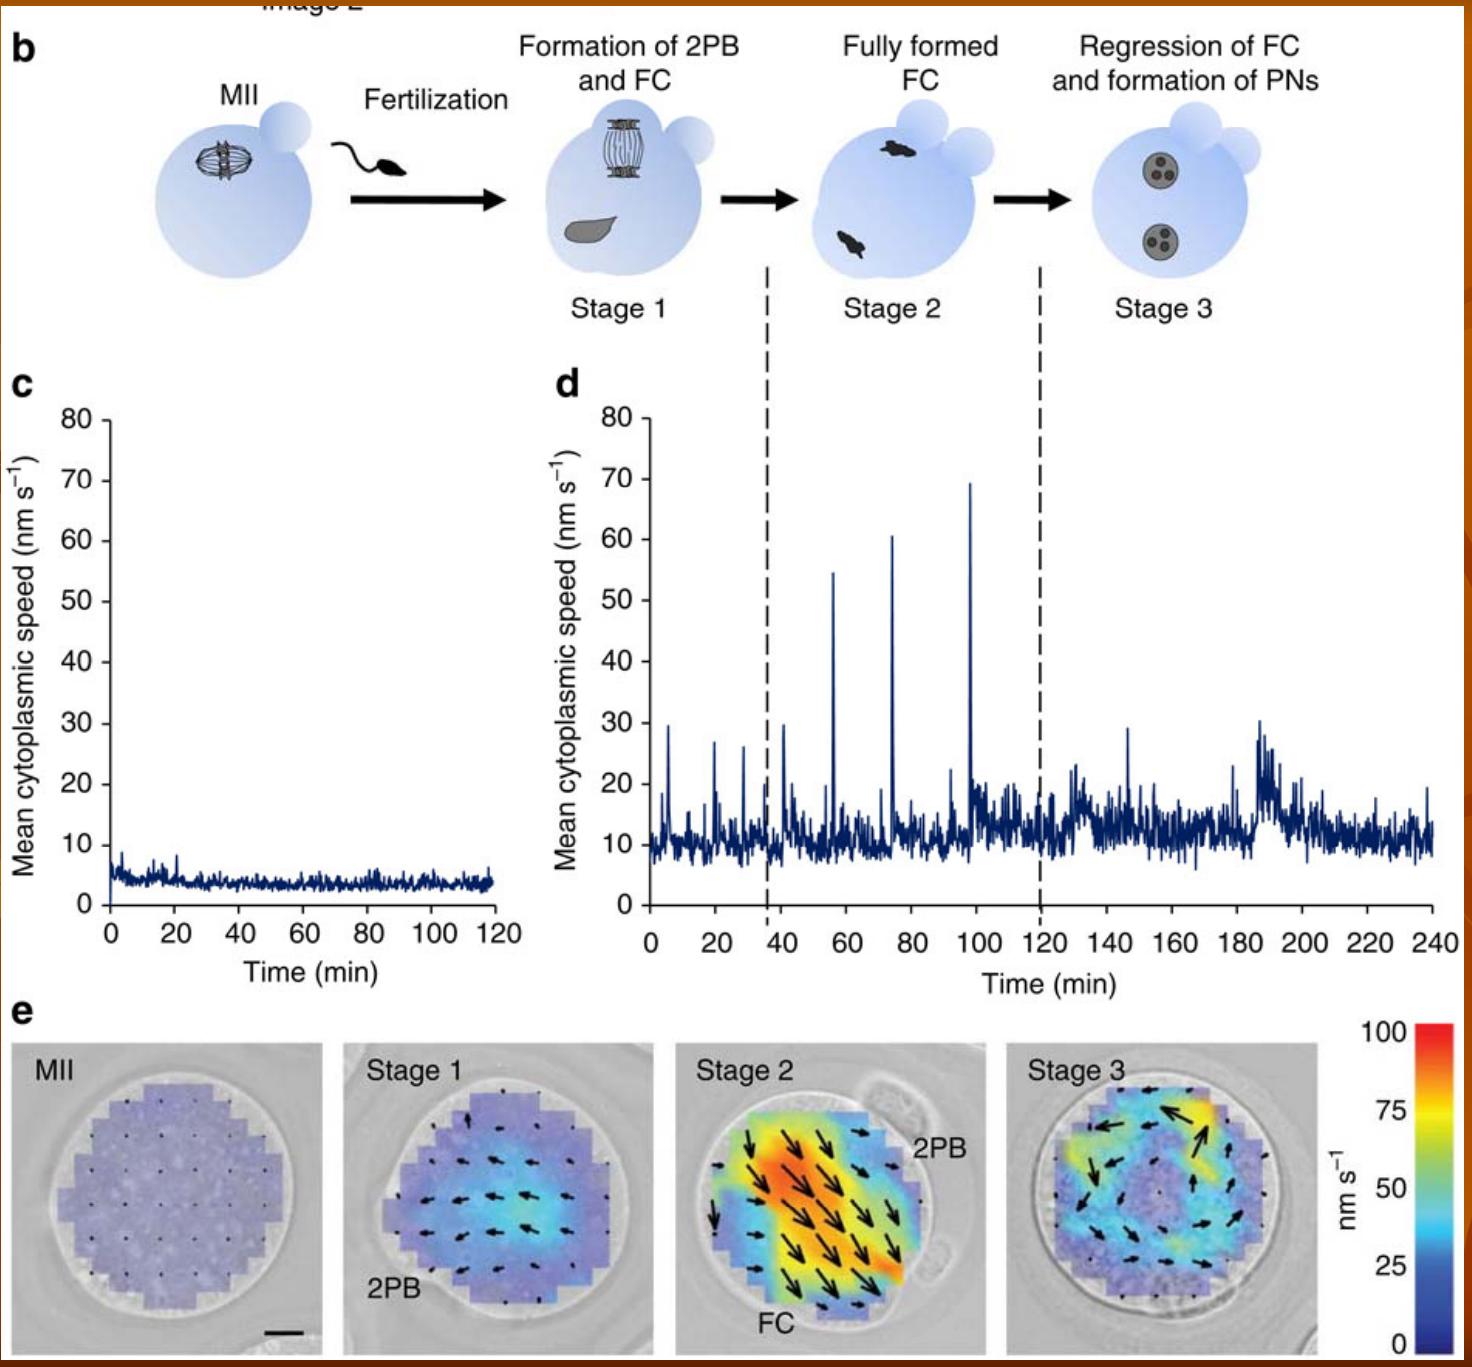 Image 2
b
Formation of 2PB
and FC
Fully formed
FC
Regression of FC
and formation of PNs
MII
Fertilization
Stage 1
Stage 2
Stage 3
c
Mean cytoplasmic speed (nm s⁻¹)
80
70
60
50
40
30
20
10
0
0 20 40 60 80 100 120
Time (min)
d
Mean cytoplasmic speed (nm s⁻¹)
80
70
60
50
40
30
20
10
0
0 20 40 60 80 100 120 140 160 180 200 220 240
Time (min)
e
MII
Stage 1
2PB
Stage 2
2PB
FC
Stage 3
100
75
50
25
0
nm s⁻¹